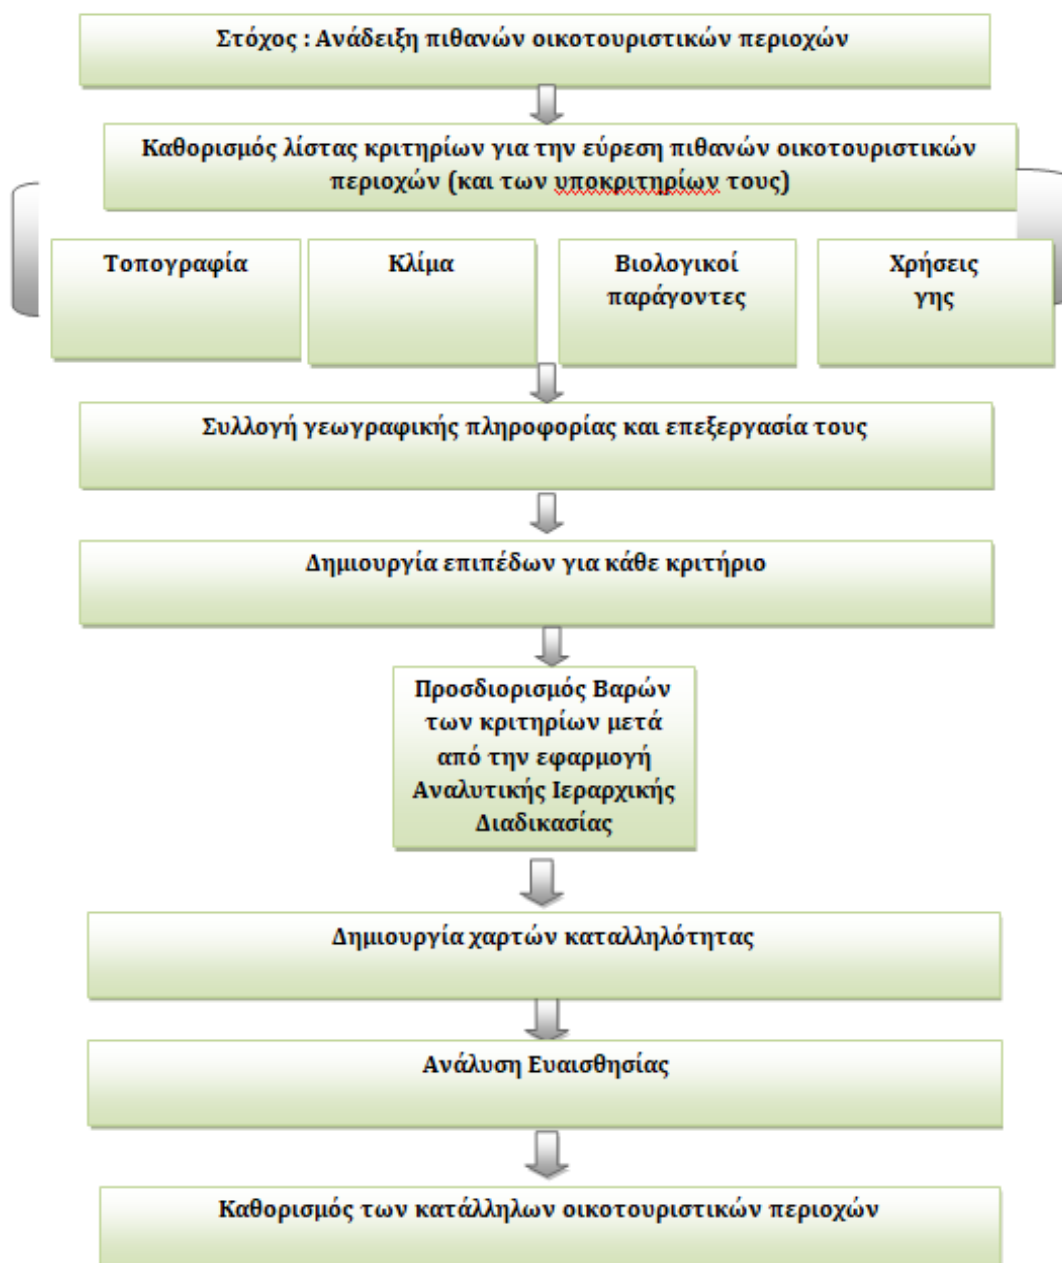 Στόχος : Ανάδειξη πιθανών οικοτουριστικών περιοχών
Καθορισμός λίστας κριτηρίων για την εύρεση πιθανών οικοτουριστικών
περιοχών (και των υποκριτηρίων τους)
Τοπογραφία
Κλίμα
Βιολογικοί
παράγοντες
Χρήσεις
γης
Συλλογή γεωγραφικής πληροφορίας και επεξεργασία τους
Δημιουργία επιπέδων για κάθε κριτήριο
Προσδιορισμός Βαρών
των κριτηρίων μετά
από την εφαρμογή
Αναλυτικής Ιεραρχικής
Διαδικασίας
Δημιουργία χαρτών καταλληλότητας
Ανάλυση Ευαισθησίας
Καθορισμός των κατάλληλων οικοτουριστικών περιοχών